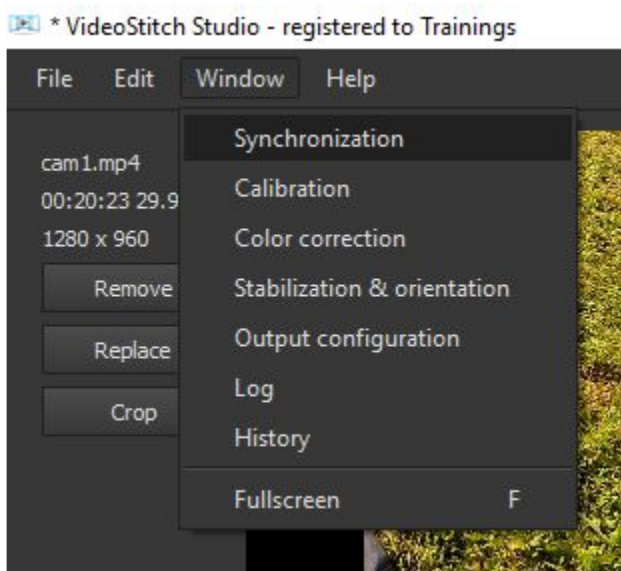 * VideoStitch Studio - registered to Trainings
File Edit Window Help
cam1.mp4
00:20:23 29.9
1280 x 960
Remove
Replace
Crop
Synchronization
Calibration
Color correction
Stabilization & orientation
Output configuration
Log
History
Fullscreen F